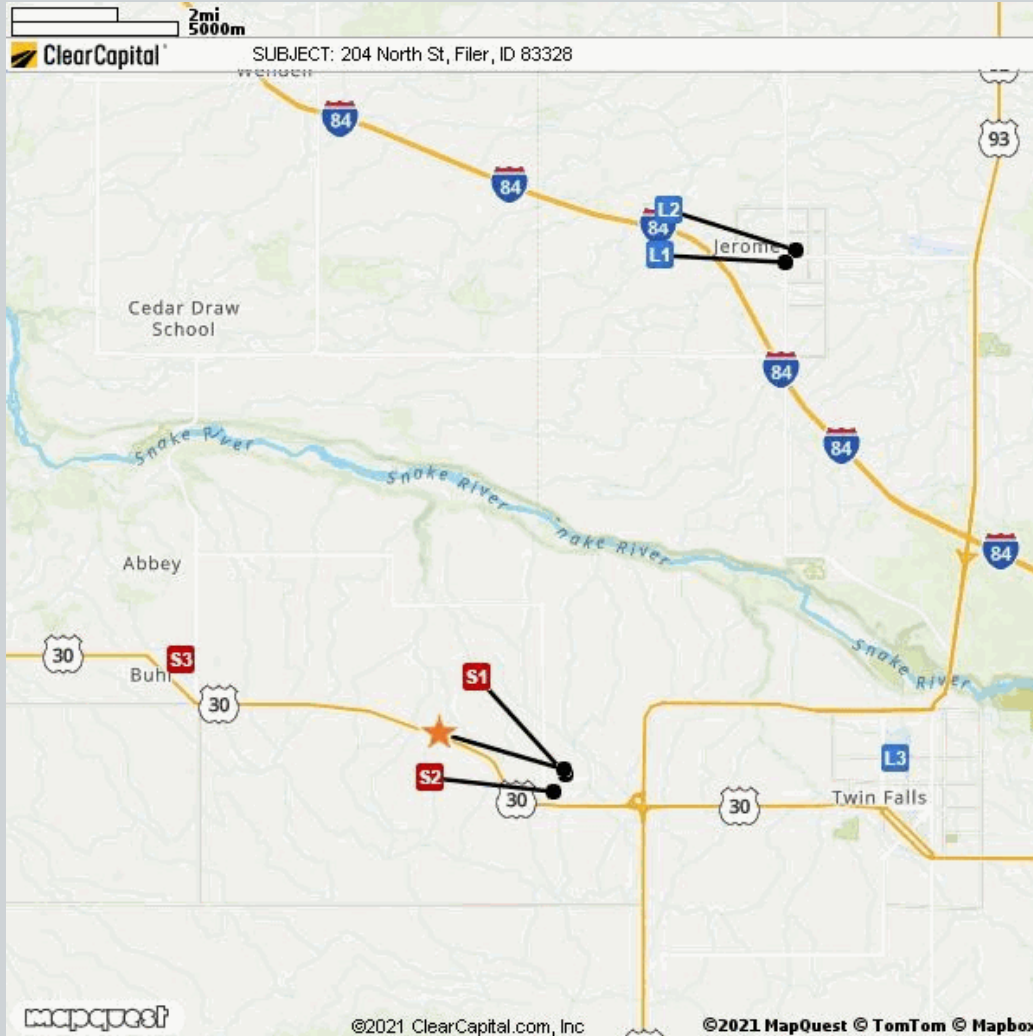 2mi
5000m
ClearCapital
SUBJECT: 204 North St, Filer, ID 83328
Wendell
84
93
84
L2
84
L1
Jerome
Cedar Draw
School
84
84
Snake River
Snake River
nake River
84
Abbey
30
S3
Buhl
S1
30
Snake
River
L3
S2
30
30
Twin Falls
mapquest
©2021 ClearCapital.com, Inc
©2021 MapQuest © TomTom © Mapbox